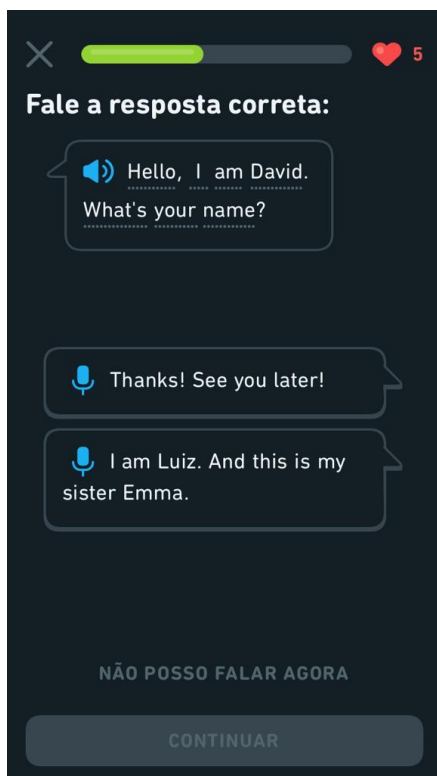 5
Fale a resposta correta:
Hello, I am David.
What's your name?
Thanks! See you later!
I am Luiz. And this is my
sister Emma.
NÃO POSSO FALAR AGORA
CONTINUAR